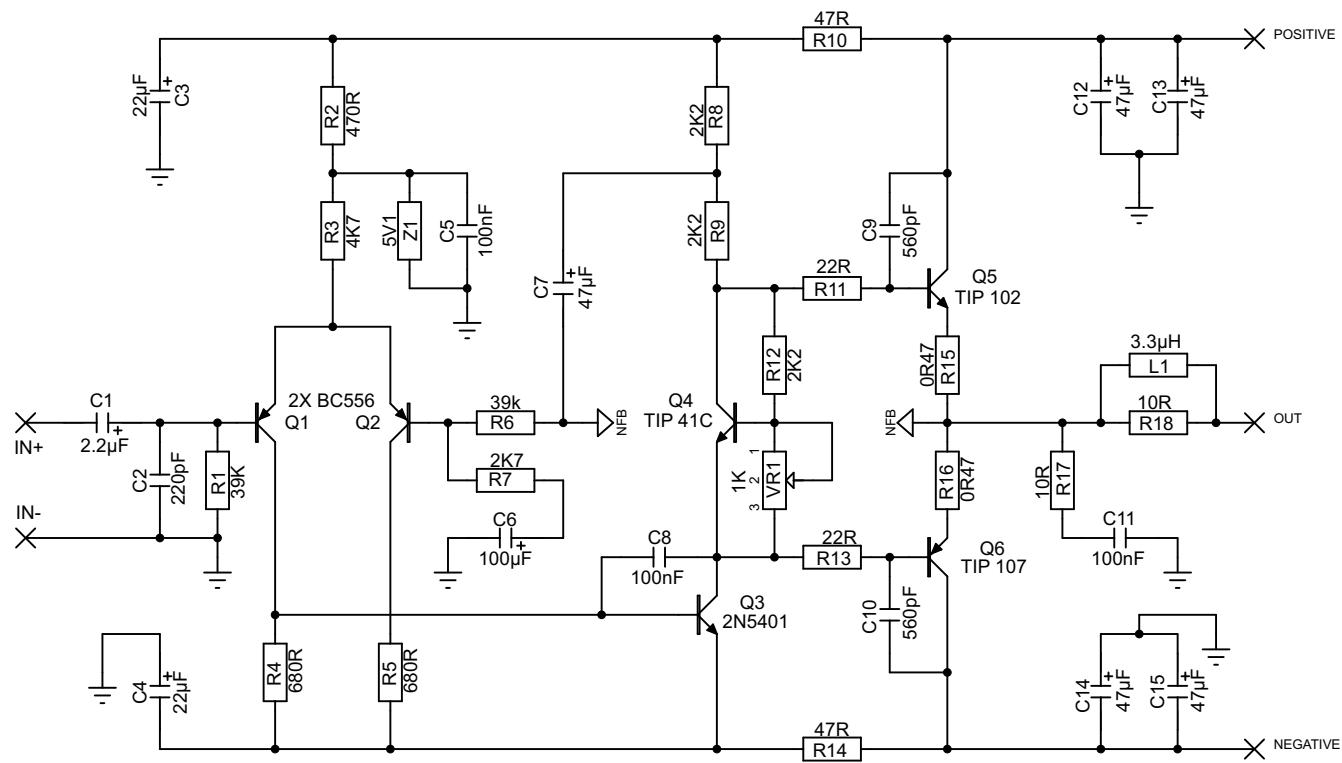 47R
R10
POSITIVE
22µF
+
C3
R2
470R
2K2
R8
C12
+
47µF
C13
+
47µF
R3
4K7
5V1
Z1
C5
100nF
2K2
R9
C9
560pF
C7
+
47µF
22R
R11
Q5
TIP 102
R12
2K2
0R47
R15
3.3µH
L1
C1
+
2.2µF
IN+
2X BC556
Q1
Q2
39k
R6
NFB
Q4
TIP 41C
NFB
10R
R18
OUT
C2
220pF
R1
39K
2K7
R7
1K
1
2
3
VR1
R16
0R47
10R
R17
IN-
C6
+
100µF
C8
100nF
22R
R13
Q6
TIP 107
C11
100nF
Q3
2N5401
C10
560pF
C4
+
22µF
R4
680R
R5
680R
C14
+
47µF
C15
+
47µF
47R
R14
NEGATIVE